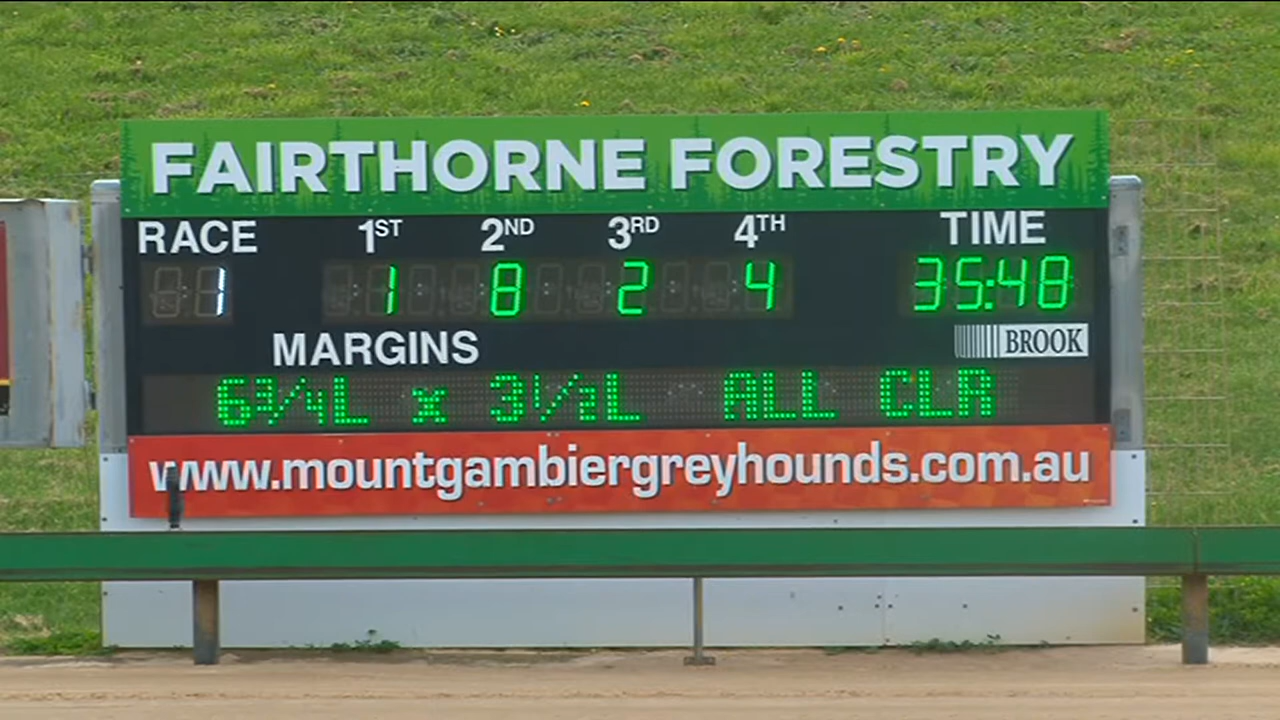 FAIRTHORNE FORESTRY
RACE 1ST 2ND 3RD 4TH TIME
1 1 8 2 4 35:48
MARGINS BROOK
6¾L x 3½L ALL CLR
www.mountgambiergreyhounds.com.au